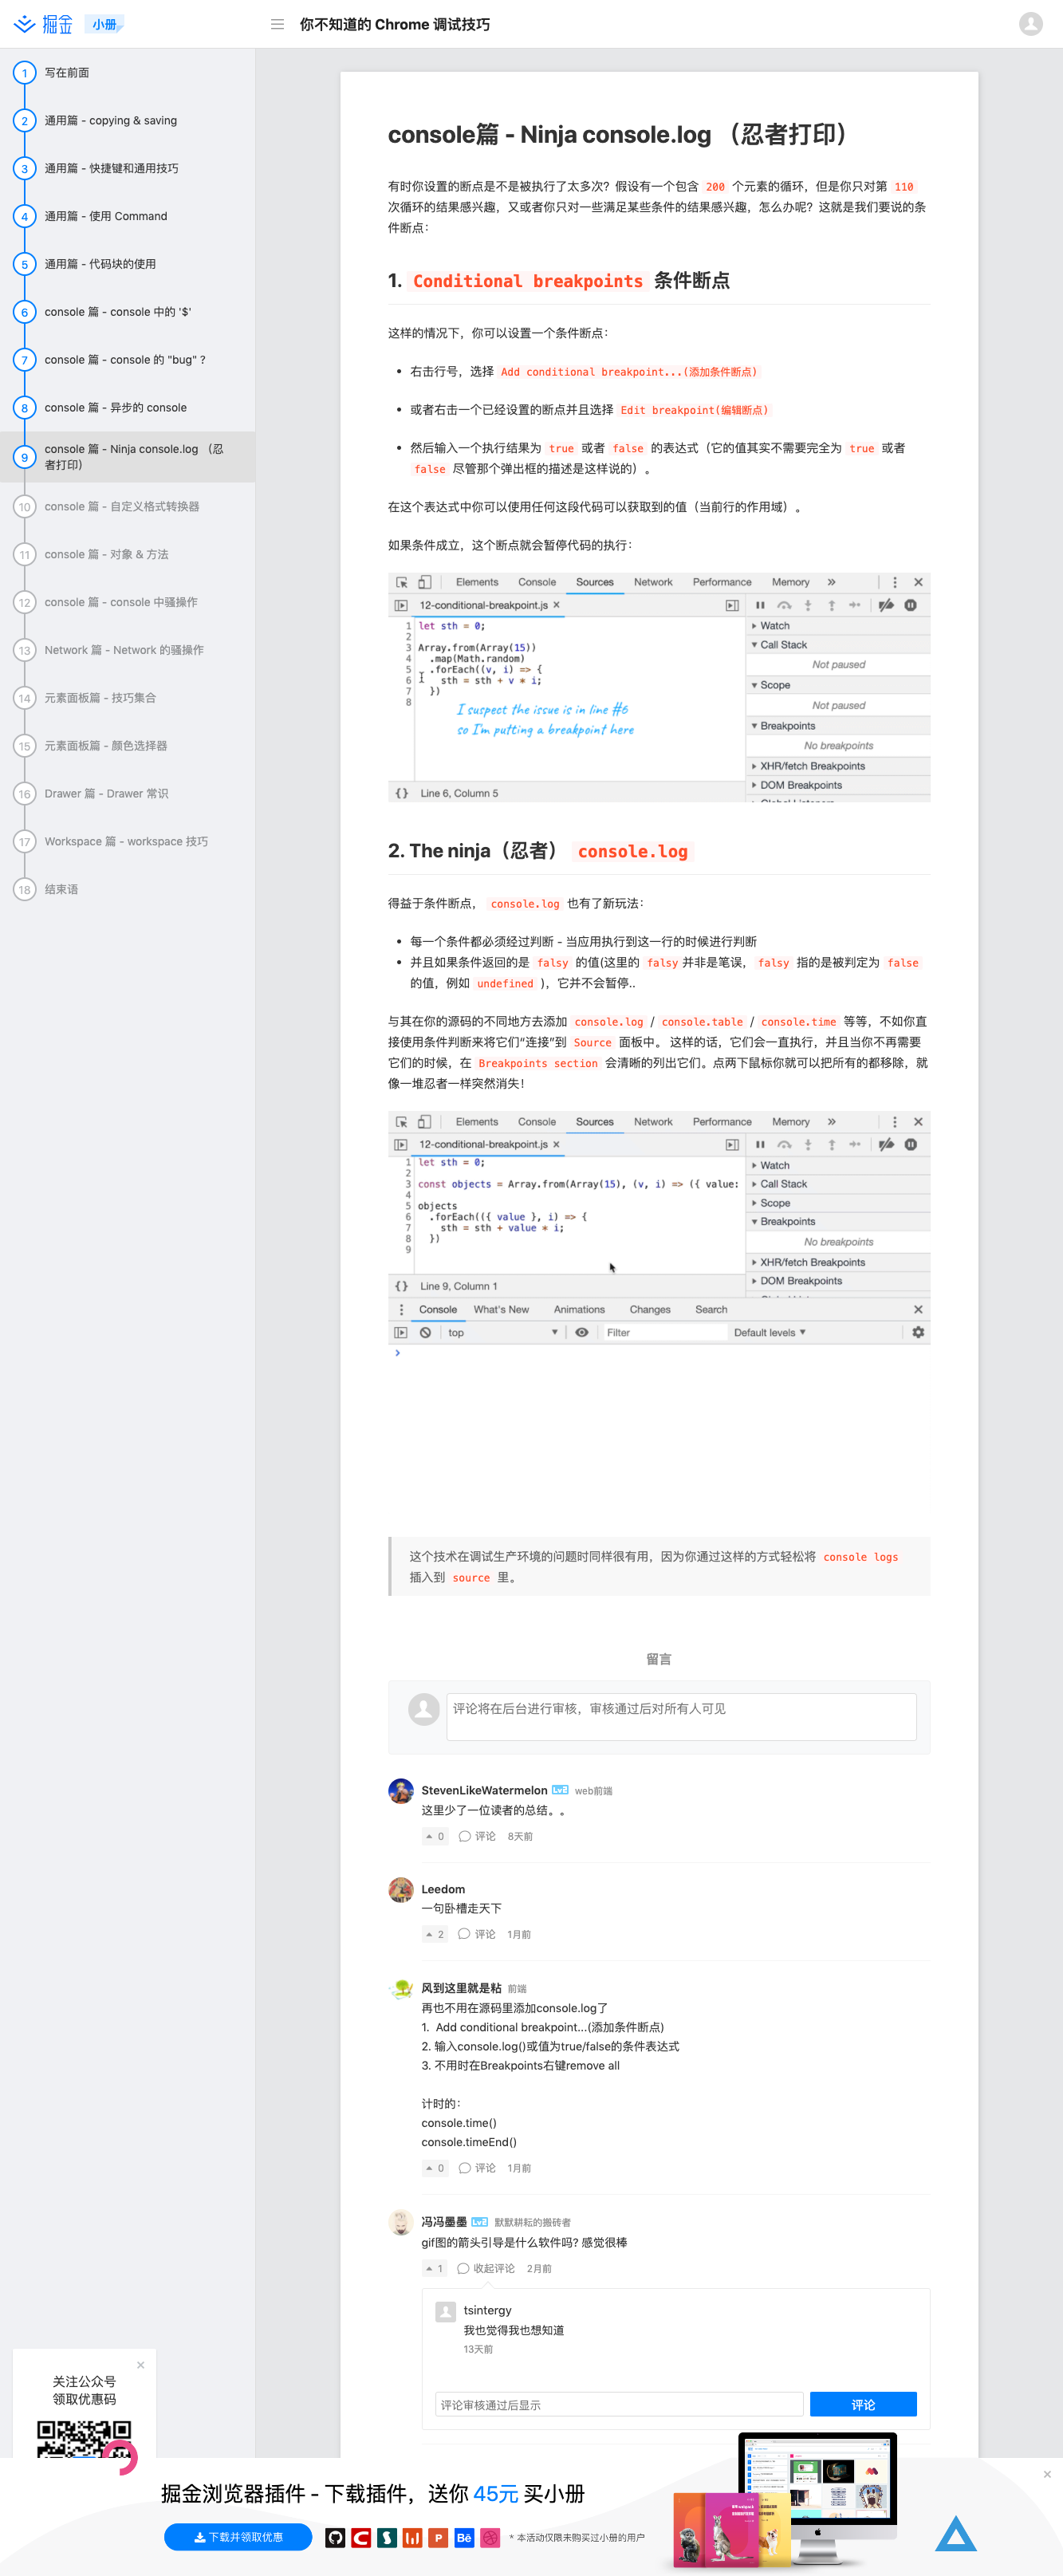 掘金 小册
你不知道的 Chrome 调试技巧
1 写在前面
2 通用篇 - copying & saving
3 通用篇 - 快捷键和通用技巧
4 通用篇 - 使用 Command
5 通用篇 - 代码块的使用
6 console 篇 - console 中的 '$'
7 console 篇 - console 的 "bug" ?
8 console 篇 - 异步的 console
9 console 篇 - Ninja console.log （忍
者打印）
10 console 篇 - 自定义格式转换器
11 console 篇 - 对象 & 方法
12 console 篇 - console 中骚操作
13 Network 篇 - Network 的骚操作
14 元素面板篇 - 技巧集合
15 元素面板篇 - 颜色选择器
16 Drawer 篇 - Drawer 常识
17 Workspace 篇 - workspace 技巧
18 结束语
console篇 - Ninja console.log （忍者打印）
有时你设置的断点是不是被执行了太多次？假设有一个包含 200 个元素的循环，但是你只对第 110
次循环的结果感兴趣，又或者你只对一些满足某些条件的结果感兴趣，怎么办呢？这就是我们要说的条
件断点：
1. Conditional breakpoints 条件断点
这样的情况下，你可以设置一个条件断点：
• 右击行号，选择 Add conditional breakpoint...(添加条件断点)
• 或者右击一个已经设置的断点并且选择 Edit breakpoint(编辑断点)
• 然后输入一个执行结果为 true 或者 false 的表达式（它的值其实不需要完全为 true 或者
false 尽管那个弹出框的描述是这样说的）。
在这个表达式中你可以使用任何这段代码可以获取到的值（当前行的作用域）。
如果条件成立，这个断点就会暂停代码的执行：
Elements Console Sources Network Performance Memory »
12-conditional-breakpoint.js ×
1 let sth = 0;
2
3 Array.from(Array(15))
4 .map(Math.random)
5 .forEach((v, i) => {
6 sth = sth + v * i;
7 })
8
I suspect the issue is in line #6
so I'm putting a breakpoint here
Watch
Call Stack
Not paused
Scope
Not paused
Breakpoints
No breakpoints
XHR/fetch Breakpoints
DOM Breakpoints
Global Listeners
{} Line 6, Column 5
2. The ninja（忍者） console.log
得益于条件断点， console.log 也有了新玩法：
• 每一个条件都必须经过判断 - 当应用执行到这一行的时候进行判断
• 并且如果条件返回的是 falsy 的值(这里的 falsy 并非是笔误， falsy 指的是被判定为 false
的值，例如 undefined )，它并不会暂停..
与其在你的源码的不同地方去添加 console.log / console.table / console.time 等等，不如你直
接使用条件判断来将它们“连接”到 Source 面板中。 这样的话，它们会一直执行，并且当你不再需要
它们的时候，在 Breakpoints section 会清晰的列出它们。点两下鼠标你就可以把所有的都移除，就
像一堆忍者一样突然消失！
Elements Console Sources Network Performance Memory »
12-conditional-breakpoint.js ×
1 let sth = 0;
2
3 const objects = Array.from(Array(15), (v, i) => ({ value:
4
5 objects
6 .forEach(({ value }, i) => {
7 sth = sth + value * i;
8 })
9
Watch
Call Stack
Scope
Breakpoints
No breakpoints
XHR/fetch Breakpoints
DOM Breakpoints
{} Line 9, Column 1
Console What's New Animations Changes Search
top Filter Default levels ▼
这个技术在调试生产环境的问题时同样很有用，因为你通过这样的方式轻松将 console logs
插入到 source 里。
留言
评论将在后台进行审核，审核通过后对所有人可见
StevenLikeWatermelon web前端
这里少了一位读者的总结。。
0 评论 8天前
Leedom
一句卧槽走天下
2 评论 1月前
风到这里就是粘 前端
再也不用在源码里添加console.log了
1. Add conditional breakpoint...(添加条件断点)
2. 输入console.log()或值为true/false的条件表达式
3. 不用时在Breakpoints右键remove all
计时的：
console.time()
console.timeEnd()
0 评论 1月前
冯冯墨墨 默默耕耘的搬砖者
gif图的箭头引导是什么软件吗？感觉很棒
1 收起评论 2月前
tsintergy
我也觉得我也想知道
13天前
评论审核通过后显示
评论
关注公众号
领取优惠码
掘金浏览器插件 - 下载插件，送你 45元 买小册
下载并领取优惠
* 本活动仅限未购买过小册的用户